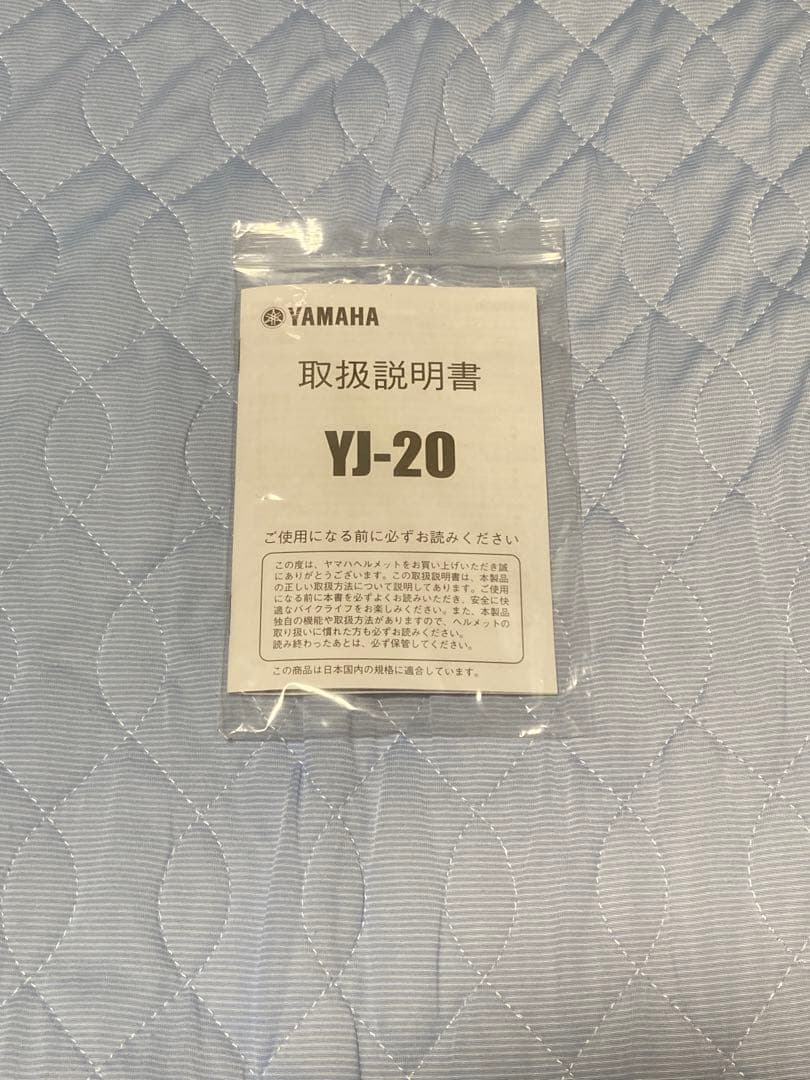 YAMAHA
取扱説明書
YJ-20
ご使用になる前に必ずお読みください
この度は、ヤマハヘルメットをお買い上げいただき誠
にありがとうございます。この取扱説明書は、本製品
の正しい取扱方法について説明してあります。ご使用
になる前に本書を必ずよくお読みいただき、安全に快
適なバイクライフをお楽しみください。また、本製品
独自の機能や取扱方法がありますので、ヘルメットの
取り扱いに慣れた方も必ずお読みください。
読み終わったあとは、必ず保管してください。
この商品は日本国内の規格に適合しています。